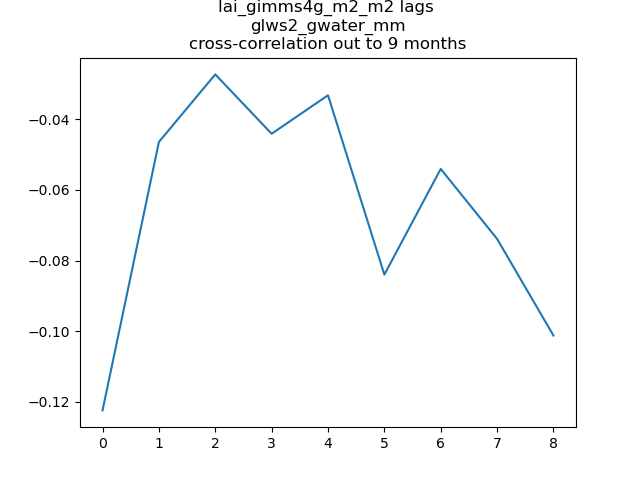 lai_gimms4g_m2_m2 lags
glws2_gwater_mm
cross-correlation out to 9 months
−0.04
−0.06
−0.08
−0.10
−0.12
0 1 2 3 4 5 6 7 8